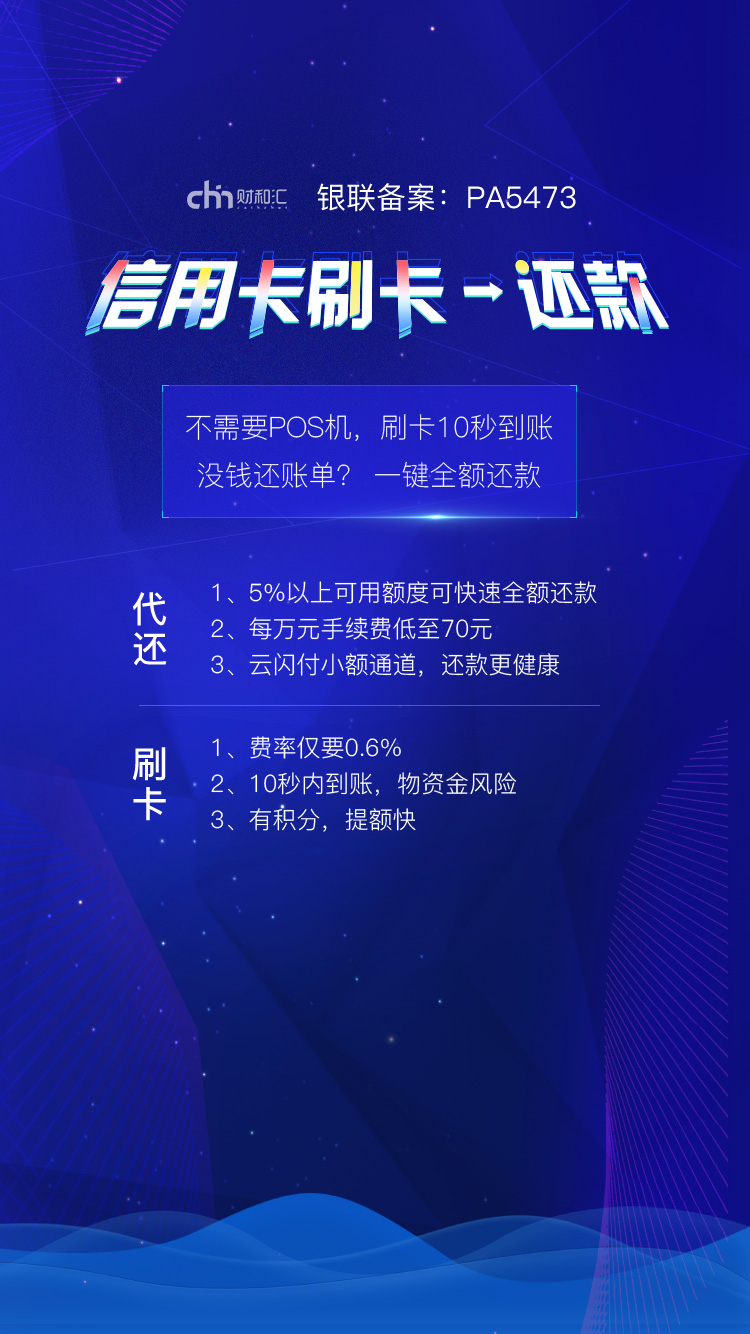 chh 财和汇 银联备案：PA5473
信用卡刷卡→还款
不需要POS机，刷卡10秒到账
没钱还账单？ 一键全额还款
代还
1、5%以上可用额度可快速全额还款
2、每万元手续费低至70元
3、云闪付小额通道，还款更健康
刷卡
1、费率仅要0.6%
2、10秒内到账，物资金风险
3、有积分，提额快